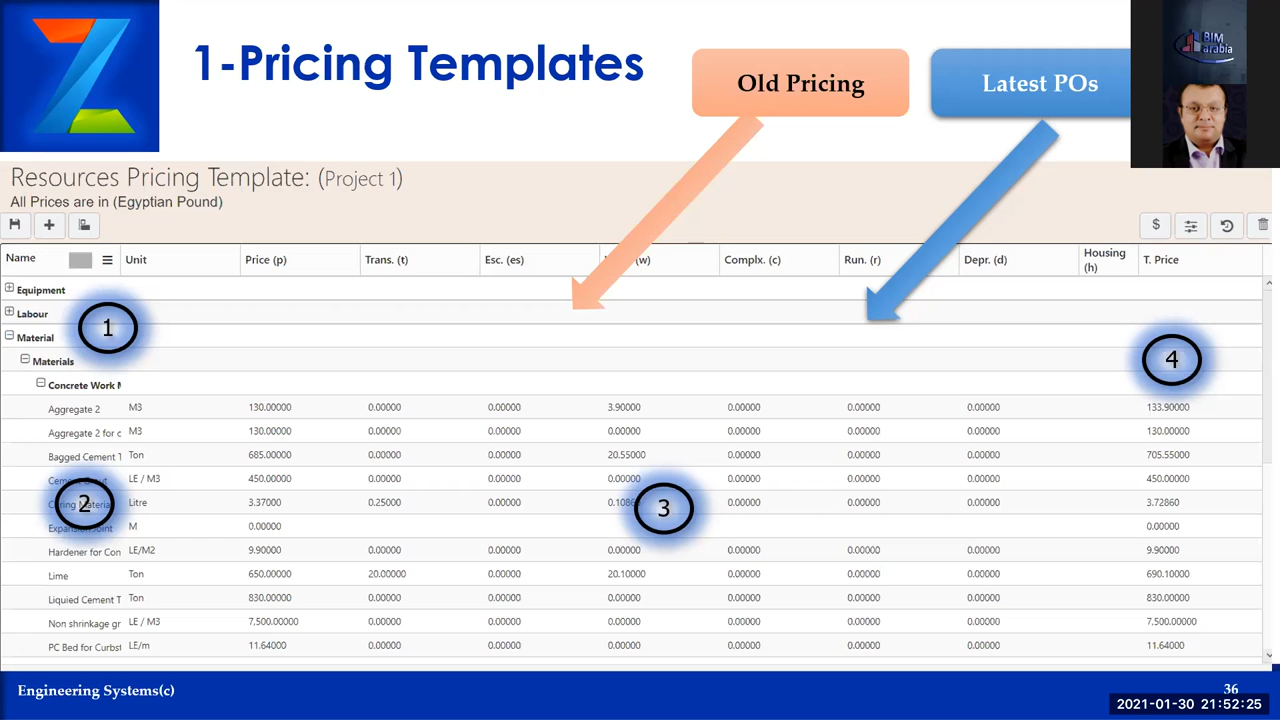 1-Pricing Templates
Old Pricing
Latest POs
BIM
arabia
Resources Pricing Template: (Project 1)
All Prices are in (Egyptian Pound)
$
Name Unit Price (p) Trans. (t) Esc. (es) (w) Complx. (c) Run. (r) Depr. (d) Housing (h) T. Price
Equipment
Labour
1
Material
Materials
4
Concrete Work M
Aggregate 2 M3 130.00000 0.00000 0.00000 3.90000 0.00000 0.00000 0.00000 133.90000
Aggregate 2 for c M3 130.00000 0.00000 0.00000 0.00000 0.00000 0.00000 0.00000 130.00000
Bagged Cement T Ton 685.00000 0.00000 0.00000 20.55000 0.00000 0.00000 0.00000 705.55000
Cement Grout LE / M3 450.00000 0.00000 0.00000 0.00000 0.00000 0.00000 0.00000 450.00000
2
Curing Material Litre 3.37000 0.25000 0.00000 0.00000 0.00000 0.00000 3.72860
3
Expansion Joint M 0.00000 0.00000
Hardener for Con LE/M2 9.90000 0.00000 0.00000 0.00000 0.00000 0.00000 0.00000 9.90000
Lime Ton 650.00000 20.00000 0.00000 20.10000 0.00000 0.00000 0.00000 690.10000
Liquied Cement T Ton 830.00000 0.00000 0.00000 0.00000 0.00000 0.00000 0.00000 830.00000
Non shrinkage gr LE / M3 7,500.00000 0.00000 0.00000 0.00000 0.00000 0.00000 0.00000 7,500.00000
PC Bed for Curbst LE/m 11.64000 0.00000 0.00000 0.00000 0.00000 0.00000 0.00000 11.64000
Engineering Systems(c)
36
2021-01-30 21:52:25